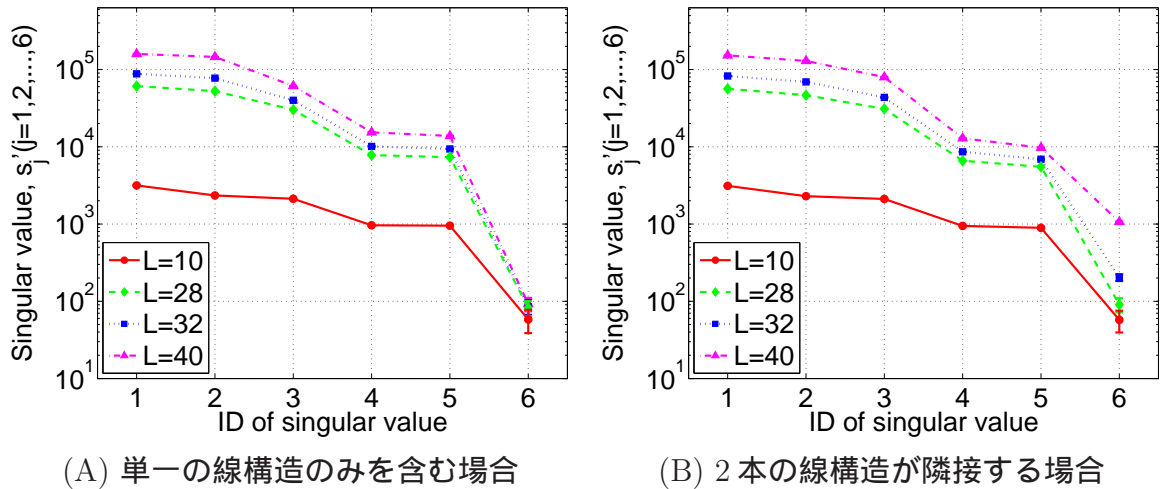 Singular value, s_j'(j=1,2,...,6)
10^5
10^4
10^3
10^2
10^1
L=10
L=28
L=32
L=40
1 2 3 4 5 6
ID of singular value
(A) 単一の線構造のみを含む場合
Singular value, s_j'(j=1,2,...,6)
10^5
10^4
10^3
10^2
10^1
L=10
L=28
L=32
L=40
1 2 3 4 5 6
ID of singular value
(B) 2本の線構造が隣接する場合